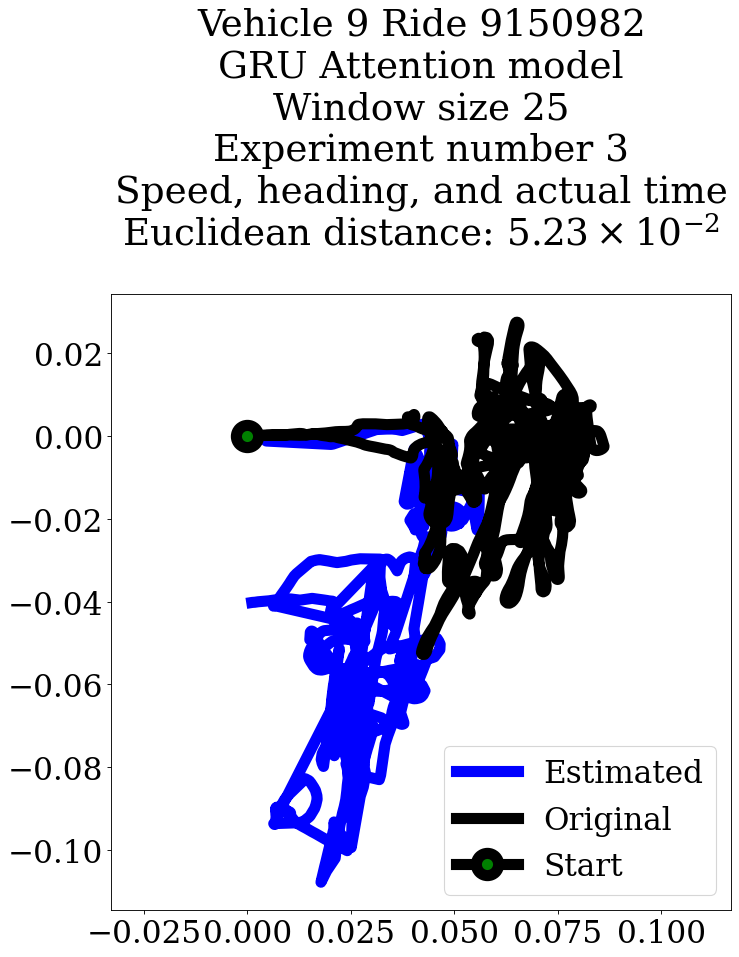 Vehicle 9 Ride 9150982
GRU Attention model
Window size 25
Experiment number 3
Speed, heading, and actual time
Euclidean distance: 5.23 × 10⁻²
0.02
0.00
−0.02
−0.04
−0.06
−0.08
−0.10
Estimated
Original
Start
−0.025 0.000 0.025 0.050 0.075 0.100